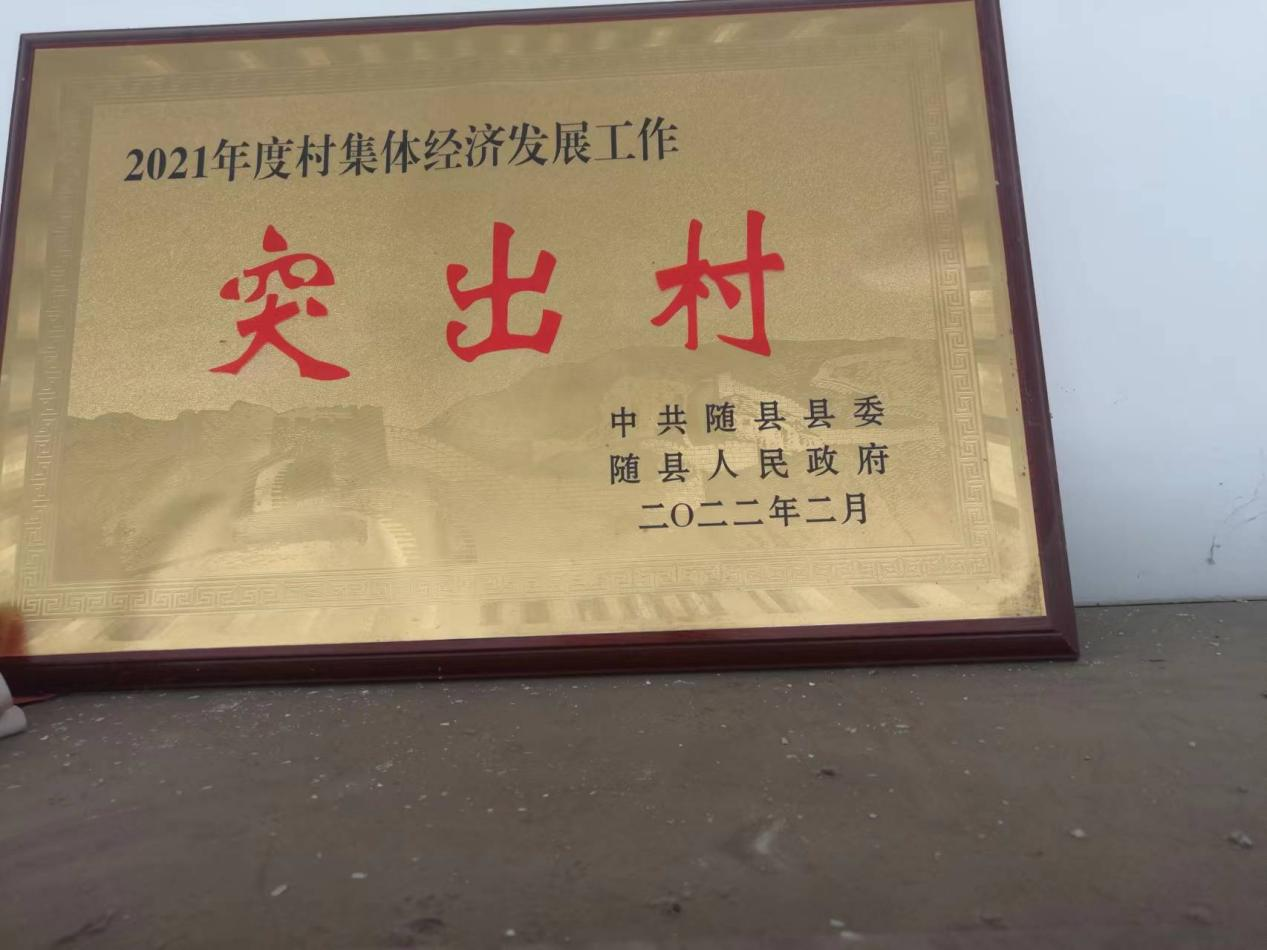 2021年度村集体经济发展工作
突出村
中共随县县委
随县人民政府
二〇二二年二月